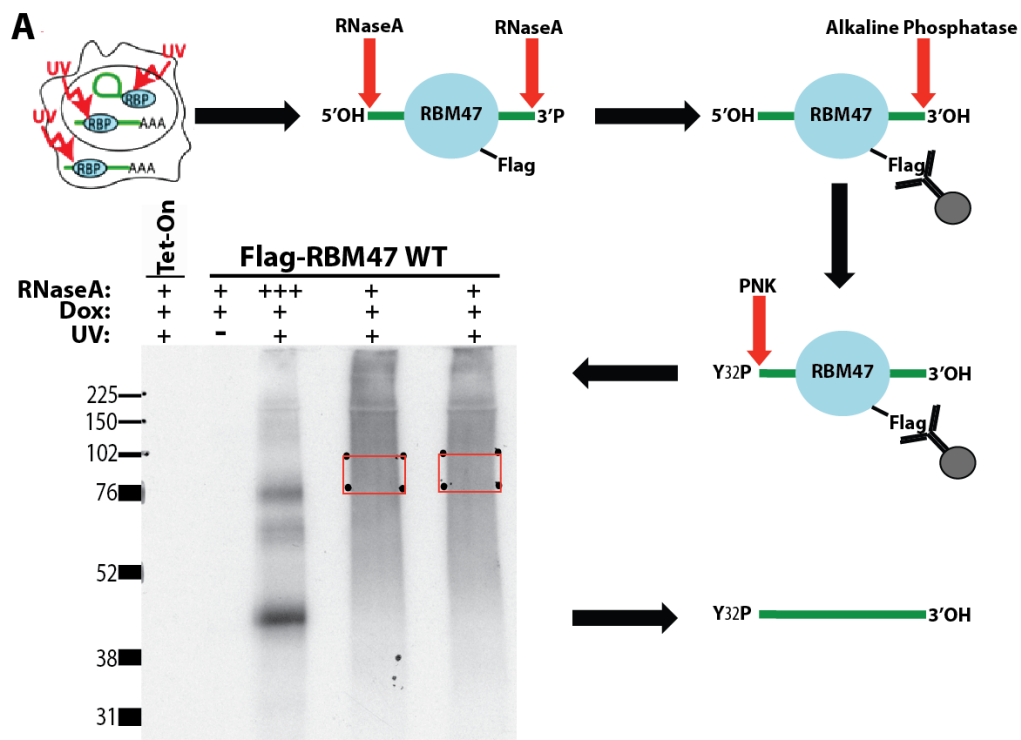 A
UV
UV
UV
RBP
RBP
AAA
RBP
AAA
RNaseA
RNaseA
5'OH
RBM47
3'P
Flag
Alkaline Phosphatase
5'OH
RBM47
3'OH
Flag
PNK
Y32P
RBM47
3'OH
Flag
Tet-On
Flag-RBM47 WT
RNaseA: + + +++ + +
Dox: + + + + +
UV: + - + + +
225
150
102
76
52
38
31
Y32P
3'OH